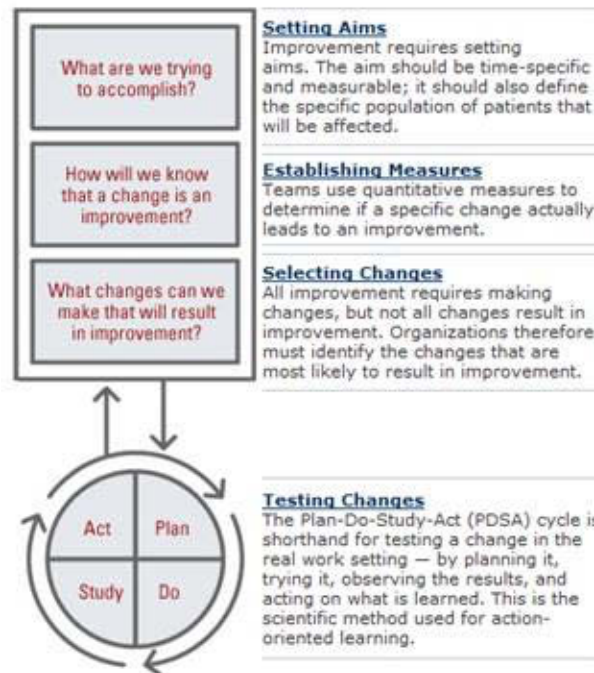 What are we trying
to accomplish?
Setting Aims
Improvement requires setting
aims. The aim should be time-specific
and measurable; it should also define
the specific population of patients that
will be affected.
How will we know
that a change is an
improvement?
Establishing Measures
Teams use quantitative measures to
determine if a specific change actually
leads to an improvement.
What changes can we
make that will result
in improvement?
Selecting Changes
All improvement requires making
changes, but not all changes result in
improvement. Organizations therefore
must identify the changes that are
most likely to result in improvement.
Act
Plan
Study
Do
Testing Changes
The Plan-Do-Study-Act (PDSA) cycle is
shorthand for testing a change in the
real work setting — by planning it,
trying it, observing the results, and
acting on what is learned. This is the
scientific method used for action-
oriented learning.